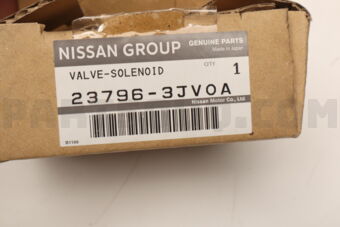 NISSAN GROUP
GENUINE PARTS
Made in Japan
VALVE-SOLENOID
QTY
1
23796-3JV0A
Nissan Motor Co., Ltd.